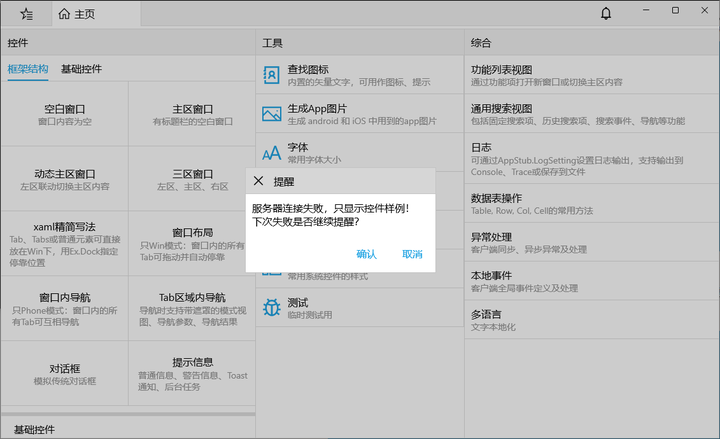 主页
控件
框架结构 基础控件
空白窗口
窗口内容为空
主区窗口
有标题栏的空白窗口
动态主区窗口
左区联动切换主区内容
三区窗口
左区、主区、右区
xaml精简写法
Tab、Tabs或普通元素可直接
放在Win下，用Ex.Dock指定
停靠位置
窗口布局
只Win模式：窗口内的所有
Tab可拖动并自动停靠
窗口内导航
只Phone模式：窗口内的所
有Tab可互相导航
Tab区域内导航
导航时支持带遮罩的模式视
图、导航参数、导航结果
对话框
模拟传统对话框
提示信息
普通信息、警告信息、Toast
通知、后台任务
基础控件
工具
查找图标
内置的矢量文字，可用作图标、提示
生成App图片
生成 android 和 iOS 中用到的app图片
字体
常用字体大小
常用系统控件的样式
测试
临时测试用
提醒
服务器连接失败，只显示控件样例！
下次失败是否继续提醒？
确认 取消
综合
功能列表视图
通过功能项打开新窗口或切换主区内容
通用搜索视图
包括固定搜索项、历史搜索项、搜索事件、导航等功能
日志
可通过AppStub.LogSetting设置日志输出，支持输出到
Console、Trace或保存到文件
数据表操作
Table, Row, Col, Cell的常用方法
异常处理
客户端同步、异步异常及处理
本地事件
客户端全局事件定义及处理
多语言
文字本地化